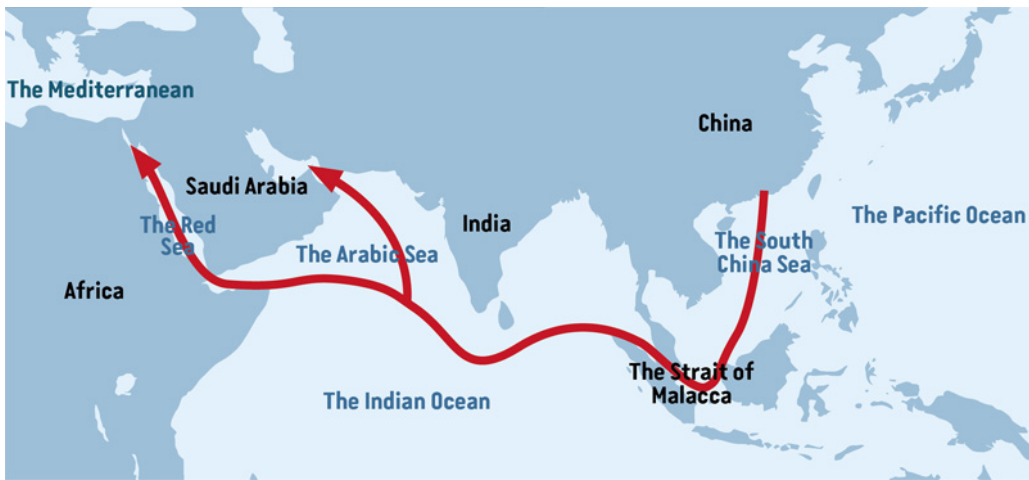 The Mediterranean
China
Saudi Arabia
The Red
Sea
The Arabic Sea
India
The South
China Sea
The Pacific Ocean
Africa
The Strait of
Malacca
The Indian Ocean